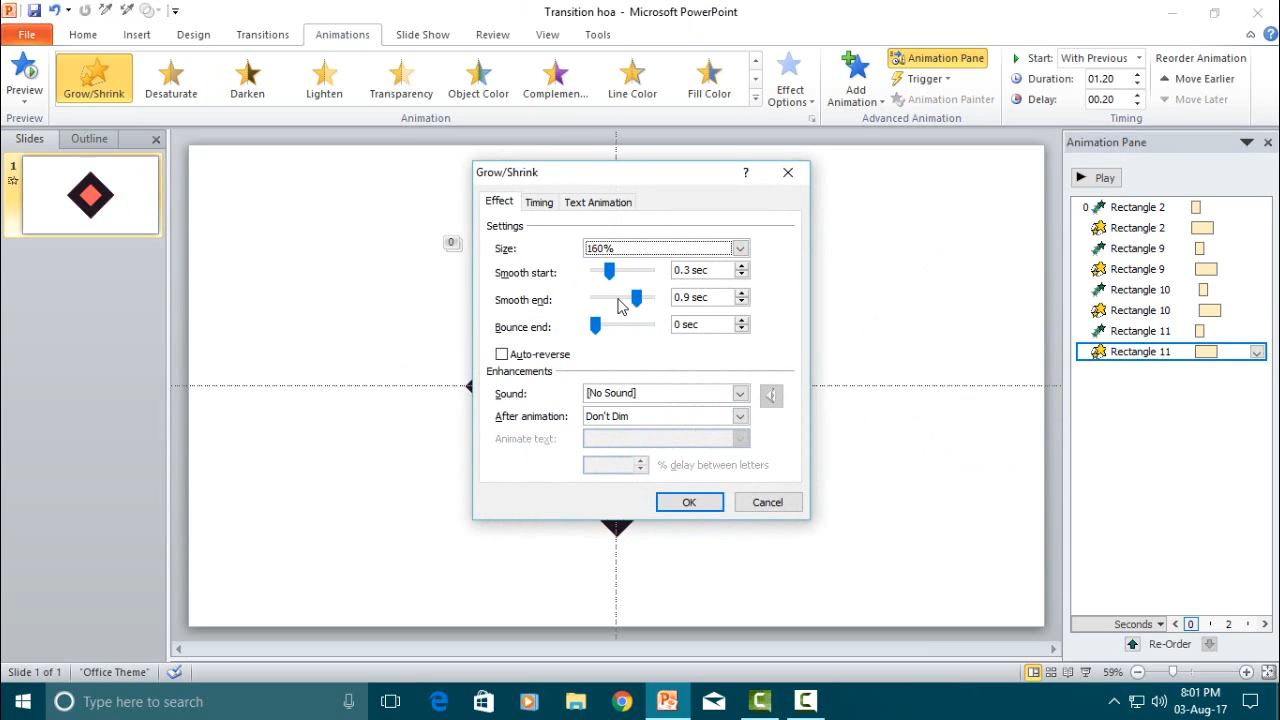 Transition hoa - Microsoft PowerPoint
File Home Insert Design Transitions Animations Slide Show Review View Tools
Preview
Grow/Shrink Desaturate Darken Lighten Transparency Object Color Complemen... Line Color Fill Color
Effect Options
Add Animation
Animation Pane
Trigger
Animation Painter
Start: With Previous
Duration: 01.20
Delay: 00.20
Reorder Animation
Move Earlier
Move Later
Preview Animation Advanced Animation Timing
Slides Outline
1
0
Grow/Shrink ?
Effect Timing Text Animation
Settings
Size: 160%
Smooth start: 0.3 sec
Smooth end: 0.9 sec
Bounce end: 0 sec
Auto-reverse
Enhancements
Sound: [No Sound]
After animation: Don't Dim
Animate text:
% delay between letters
OK Cancel
Animation Pane
Play
0 Rectangle 2
Rectangle 2
Rectangle 9
Rectangle 9
Rectangle 10
Rectangle 10
Rectangle 11
Rectangle 11
Seconds 0 2
Re-Order
Slide 1 of 1 "Office Theme" 59%
Type here to search
8:01 PM
03-Aug-17